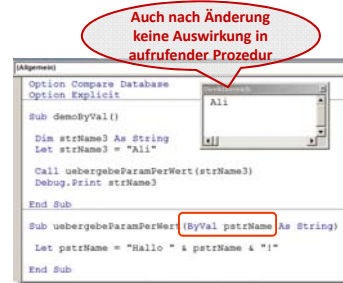 Auch nach Änderung
keine Auswirkung in
aufrufender Prozedur
(Allgemein)
Option Compare Database
Option Explicit
Ali
Sub demoByVal()
Dim strName3 As String
Let strName3 = "Ali"
Call uebergebeParamPerWert(strName3)
Debug.Print strName3
End Sub
Sub uebergebeParamPerWert(ByVal pstrName As String)
Let pstrName = "Hallo " & pstrName & "!"
End Sub